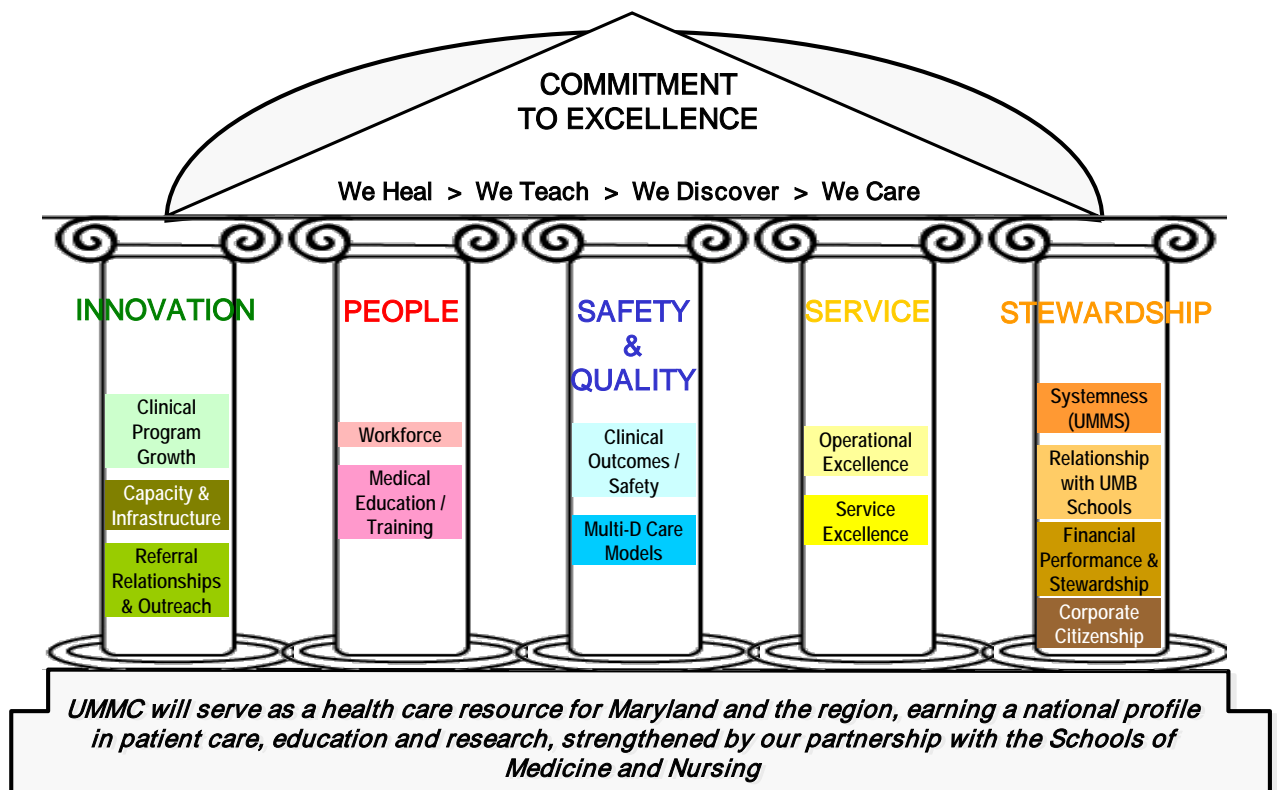 COMMITMENT
TO EXCELLENCE
We Heal > We Teach > We Discover > We Care
INNOVATION
Clinical
Program
Growth
Capacity &
Infrastructure
Referral
Relationships
& Outreach
PEOPLE
Workforce
Medical
Education /
Training
SAFETY
&
QUALITY
Clinical
Outcomes /
Safety
Multi-D Care
Models
SERVICE
Operational
Excellence
Service
Excellence
STEWARDSHIP
Systemness
(UMMS)
Relationship
with UMB
Schools
Financial
Performance &
Stewardship
Corporate
Citizenship
UMMC will serve as a health care resource for Maryland and the region, earning a national profile
in patient care, education and research, strengthened by our partnership with the Schools of
Medicine and Nursing